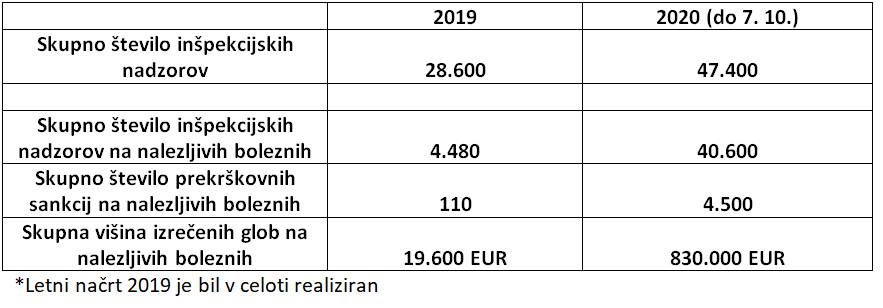 2019 2020 (do 7. 10.)
Skupno število inšpekcijskih
nadzorov 28.600 47.400
Skupno število inšpekcijskih
nadzorov na nalezljivih boleznih 4.480 40.600
Skupno število prekrškovnih
sankcij na nalezljivih boleznih 110 4.500
Skupna višina izrečenih glob na
nalezljivih boleznih 19.600 EUR 830.000 EUR
*Letni načrt 2019 je bil v celoti realiziran